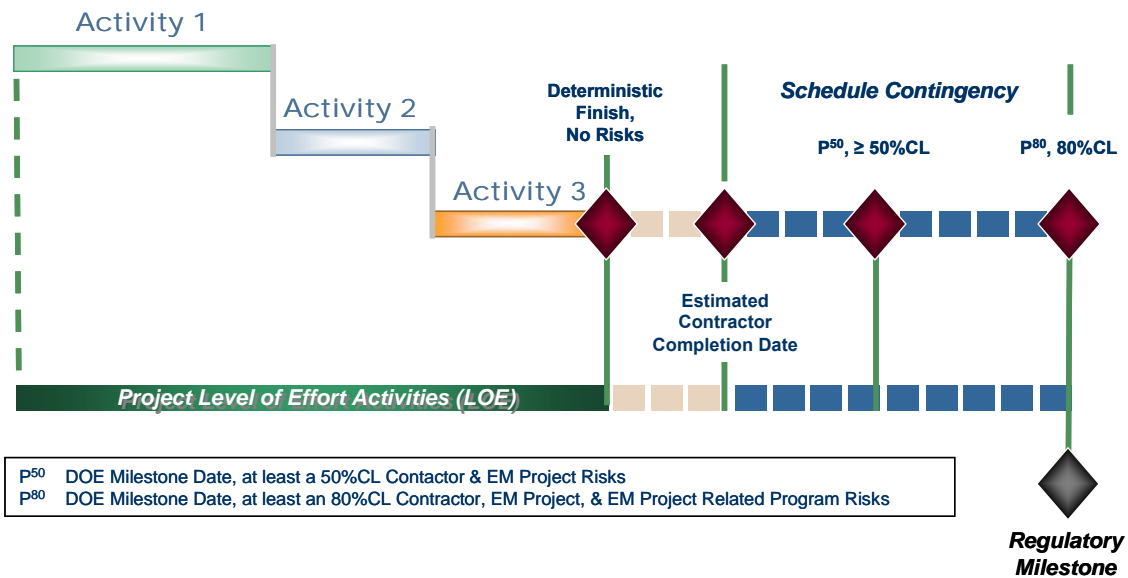 Activity 1
Activity 2
Activity 3
Deterministic
Finish,
No Risks
Schedule Contingency
P50, ≥ 50%CL
P80, 80%CL
Estimated
Contractor
Completion Date
Project Level of Effort Activities (LOE)
P50 DOE Milestone Date, at least a 50%CL Contactor & EM Project Risks
P80 DOE Milestone Date, at least an 80%CL Contractor, EM Project, & EM Project Related Program Risks
Regulatory
Milestone